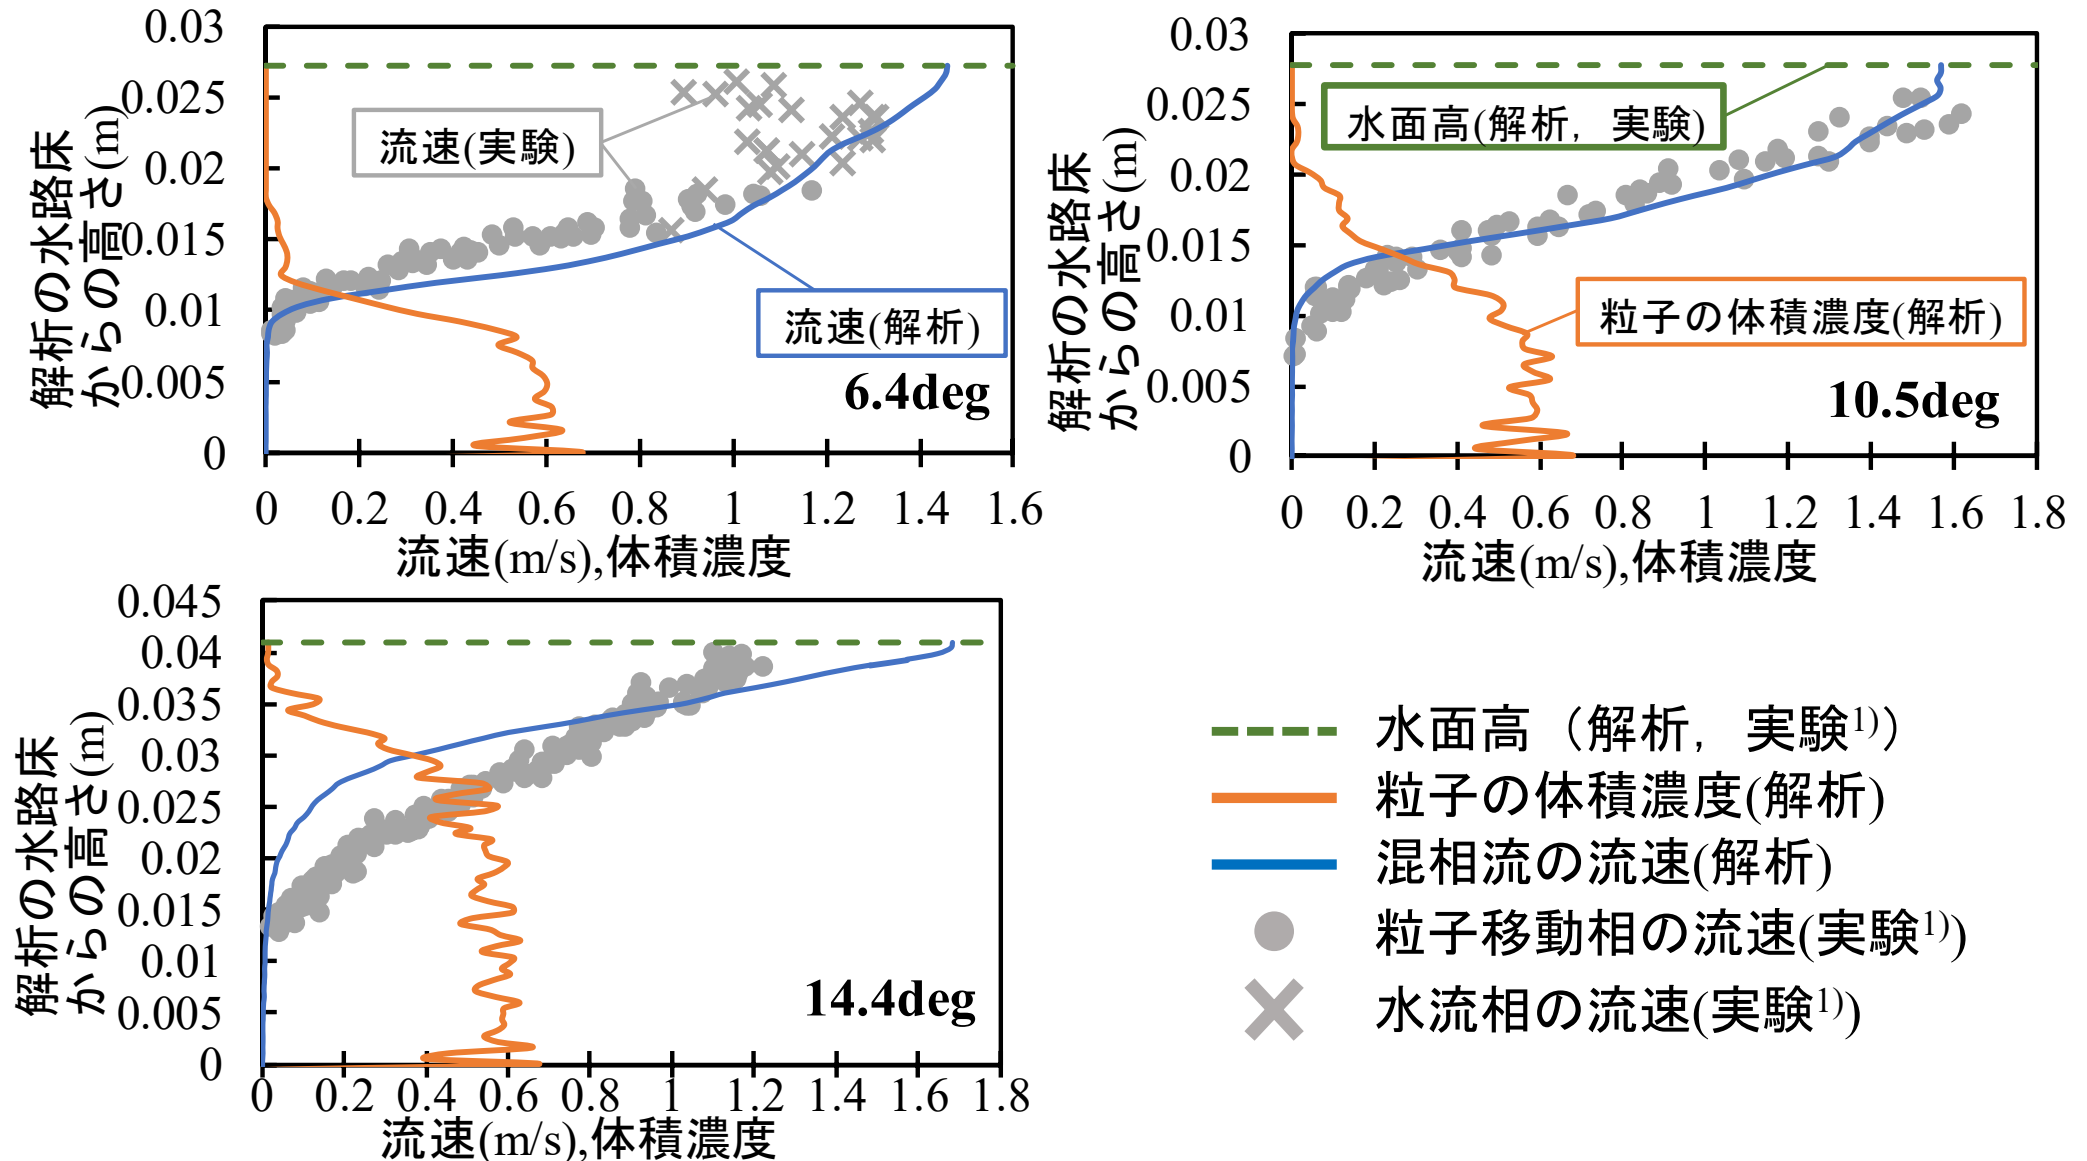 解析の水路床
からの高さ(m)
0.03
0.025
0.02
0.015
0.01
0.005
0
流速(実験)
流速(解析)
6.4deg
0 0.2 0.4 0.6 0.8 1 1.2 1.4 1.6
流速(m/s),体積濃度
解析の水路床
からの高さ(m)
0.03
0.025
0.02
0.015
0.01
0.005
0
水面高(解析，実験)
粒子の体積濃度(解析)
10.5deg
0 0.2 0.4 0.6 0.8 1 1.2 1.4 1.6 1.8
流速(m/s),体積濃度
解析の水路床
からの高さ(m)
0.045
0.04
0.035
0.03
0.025
0.02
0.015
0.01
0.005
0
14.4deg
0 0.2 0.4 0.6 0.8 1 1.2 1.4 1.6 1.8
流速(m/s),体積濃度
水面高（解析，実験1)）
粒子の体積濃度(解析)
混相流の流速(解析)
粒子移動相の流速(実験1))
水流相の流速(実験1))